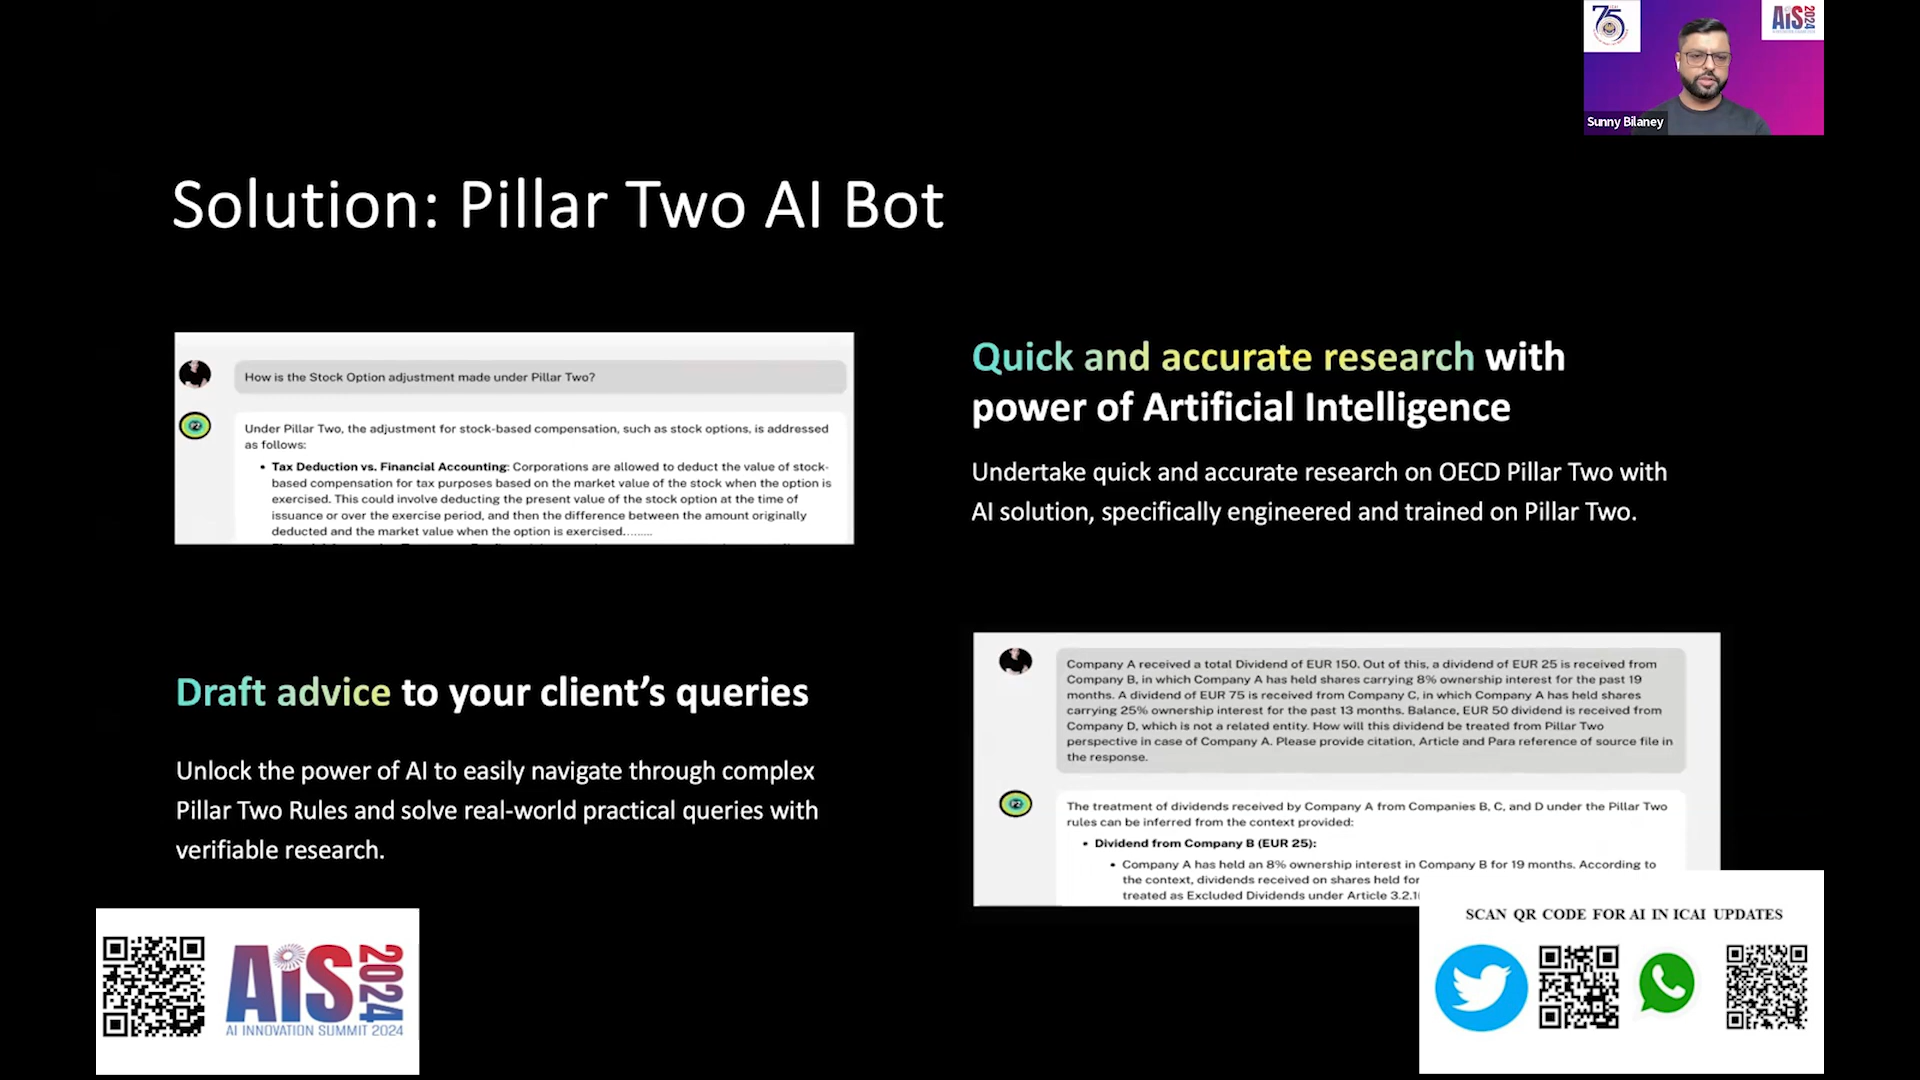 75
AiS 2024
Sunny Bilaney
Solution: Pillar Two AI Bot
How is the Stock Option adjustment made under Pillar Two?
P2
Under Pillar Two, the adjustment for stock-based compensation, such as stock options, is addressed
as follows:
• Tax Deduction vs. Financial Accounting: Corporations are allowed to deduct the value of stock-
based compensation for tax purposes based on the market value of the stock when the option is
exercised. This could involve deducting the present value of the stock option at the time of
issuance or over the exercise period, and then the difference between the amount originally
deducted and the market value when the option is exercised.........
Quick and accurate research with
power of Artificial Intelligence
Undertake quick and accurate research on OECD Pillar Two with
AI solution, specifically engineered and trained on Pillar Two.
Draft advice to your client’s queries
Unlock the power of AI to easily navigate through complex
Pillar Two Rules and solve real-world practical queries with
verifiable research.
Company A received a total Dividend of EUR 150. Out of this, a dividend of EUR 25 is received from
Company B, in which Company A has held shares carrying 8% ownership interest for the past 19
months. A dividend of EUR 75 is received from Company C, in which Company A has held shares
carrying 25% ownership interest for the past 13 months. Balance, EUR 50 dividend is received from
Company D, which is not a related entity. How will this dividend be treated from Pillar Two
perspective in case of Company A. Please provide citation, Article and Para reference of source file in
the response.
P2
The treatment of dividends received by Company A from Companies B, C, and D under the Pillar Two
rules can be inferred from the context provided:
• Dividend from Company B (EUR 25):
• Company A has held an 8% ownership interest in Company B for 19 months. According to
the context, dividends received on shares held for
treated as Excluded Dividends under Article 3.2.1(
AiS 2024
AI INNOVATION SUMMIT 2024
SCAN QR CODE FOR AI IN ICAI UPDATES